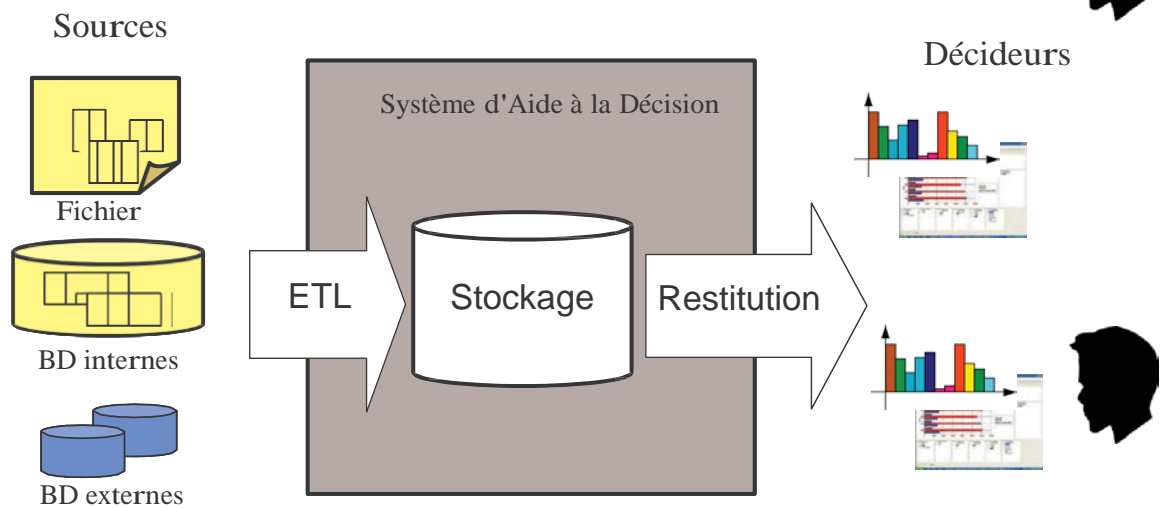 Sources
Décideurs
Système d'Aide à la Décision
Fichier
ETL
Stockage
Restitution
BD internes
BD externes